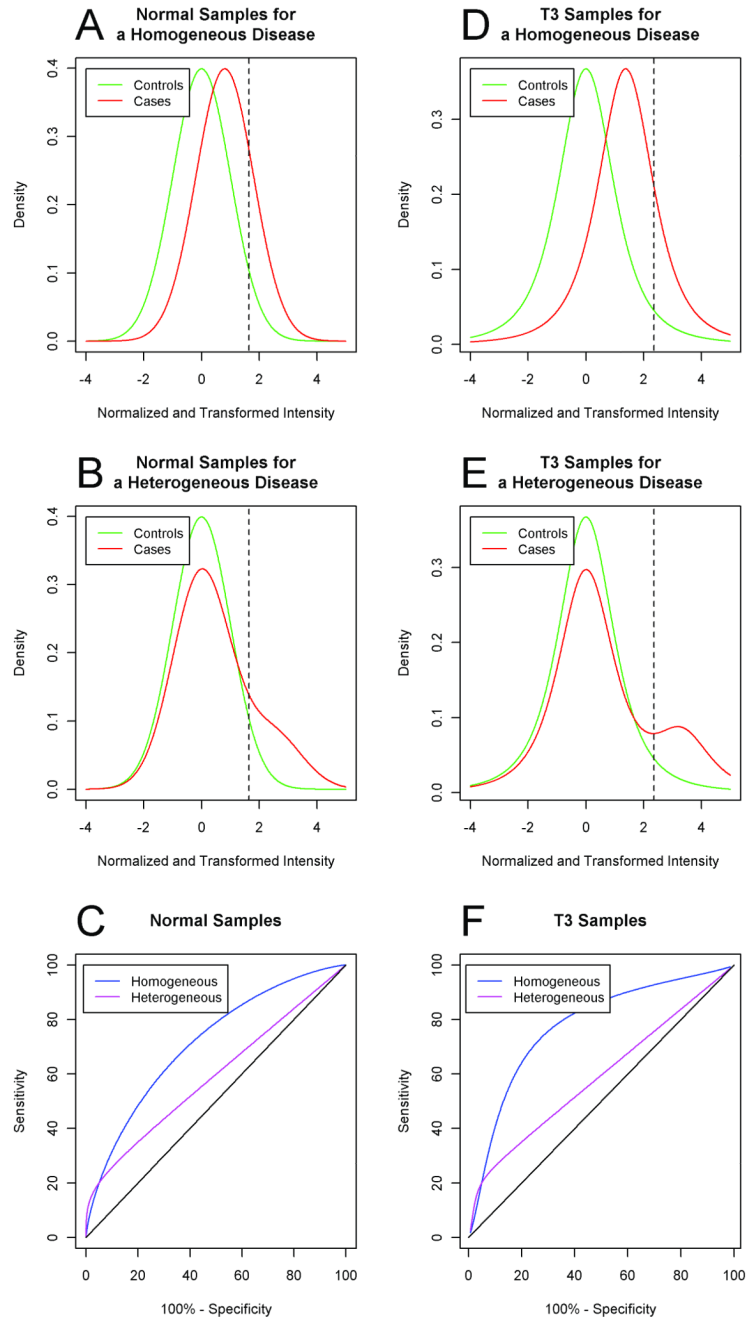 A
Normal Samples for
a Homogeneous Disease
Controls
Cases
0.4
0.3
0.2
0.1
0.0
Density
-4 -2 0 2 4
Normalized and Transformed Intensity
D
T3 Samples for
a Homogeneous Disease
Controls
Cases
0.3
0.2
0.1
0.0
Density
-4 -2 0 2 4
Normalized and Transformed Intensity
B
Normal Samples for
a Heterogeneous Disease
Controls
Cases
0.4
0.3
0.2
0.1
0.0
Density
-4 -2 0 2 4
Normalized and Transformed Intensity
E
T3 Samples for
a Heterogeneous Disease
Controls
Cases
0.3
0.2
0.1
0.0
Density
-4 -2 0 2 4
Normalized and Transformed Intensity
C
Normal Samples
Homogeneous
Heterogeneous
100
80
60
40
20
0
Sensitivity
0 20 40 60 80 100
100% - Specificity
F
T3 Samples
Homogeneous
Heterogeneous
100
80
60
40
20
0
Sensitivity
0 20 40 60 80 100
100% - Specificity